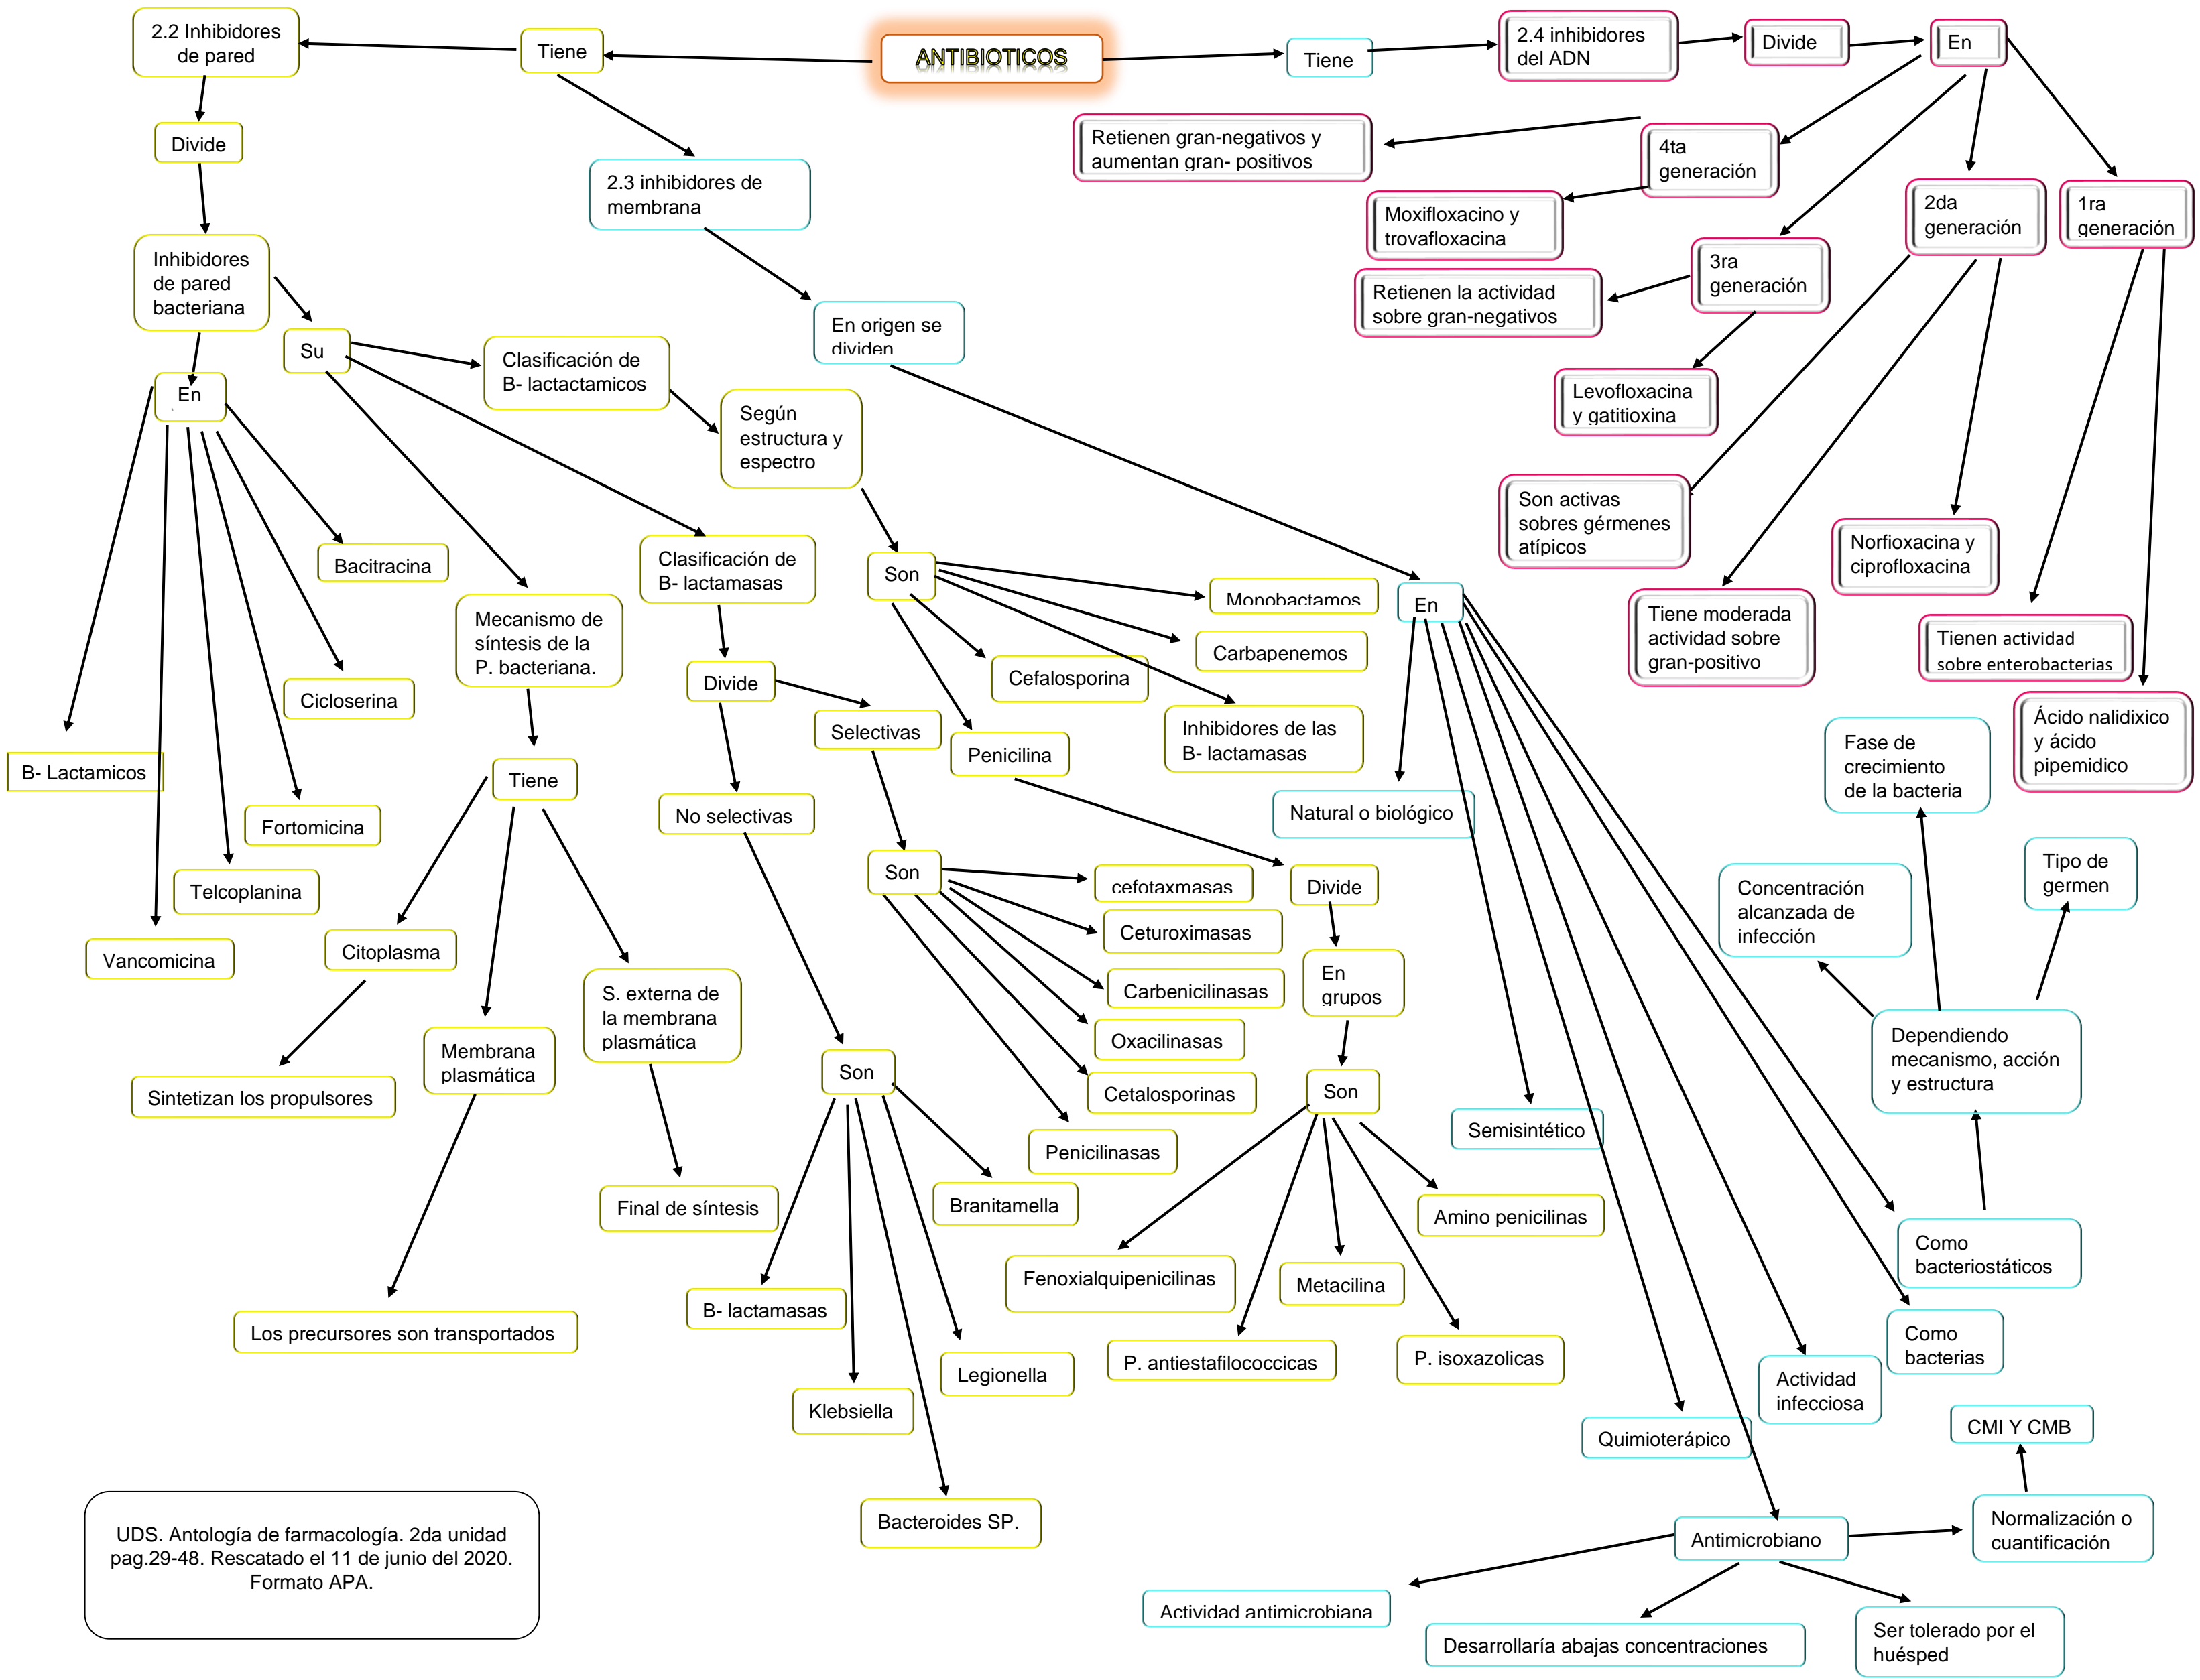 ANTIBIOTICOS
Tiene
2.2 Inhibidores
de pared
Divide
Inhibidores
de pared
bacteriana
En
B- Lactamicos
Vancomicina
Telcoplanina
Fortomicina
Cicloserina
Bacitracina
Su
Clasificación de
B- lactactamicos
Según
estructura y
espectro
Son
Monobactamos
Carbapenemos
Cefalosporina
Inhibidores de las
B- lactamasas
Penicilina
Divide
En
grupos
Son
Fenoxialquipenicilinas
P. antiestafilococcicas
Metacilina
P. isoxazolicas
Amino penicilinas
Clasificación de
B- lactamasas
Divide
Selectivas
Son
cefotaxmasas
Ceturoximasas
Carbenicilinasas
Oxacilinasas
Cetalosporinas
Penicilinasas
No selectivas
Son
Branitamella
B- lactamasas
Klebsiella
Legionella
Bacteroides SP.
Mecanismo de
síntesis de la
P. bacteriana.
Tiene
Citoplasma
Sintetizan los propulsores
Membrana
plasmática
Los precursores son transportados
S. externa de
la membrana
plasmática
Final de síntesis
2.3 inhibidores de
membrana
En origen se
dividen
En
Natural o biológico
Semisintético
Quimioterápico
Antimicrobiano
Actividad antimicrobiana
Desarrollaría abajas concentraciones
Ser tolerado por el
huésped
Normalización o
cuantificación
CMI Y CMB
Actividad
infecciosa
Como
bacterias
Como
bacteriostáticos
Dependiendo
mecanismo, acción
y estructura
Concentración
alcanzada de
infección
Fase de
crecimiento
de la bacteria
Tipo de
germen
Tiene
2.4 inhibidores
del ADN
Divide
En
4ta
generación
Retienen gran-negativos y
aumentan gran- positivos
Moxifloxacino y
trovafloxacina
3ra
generación
Retienen la actividad
sobre gran-negativos
Levofloxacina
y gatitioxina
2da
generación
Son activas
sobres gérmenes
atípicos
Tiene moderada
actividad sobre
gran-positivo
Norfioxacina y
ciprofloxacina
1ra
generación
Tienen actividad
sobre enterobacterias
Ácido nalidixico
y ácido
pipemidico
UDS. Antología de farmacología. 2da unidad
pag.29-48. Rescatado el 11 de junio del 2020.
Formato APA.